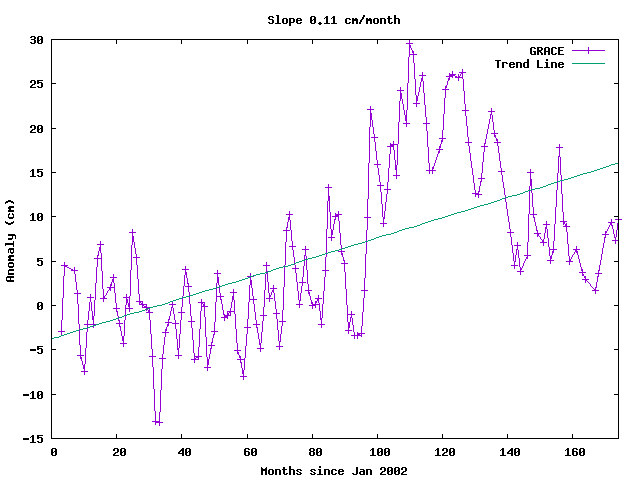 Slope 0.11 cm/month
GRACE
Trend Line
30
25
20
15
10
5
0
-5
-10
-15
Anomaly (cm)
0 20 40 60 80 100 120 140 160
Months since Jan 2002